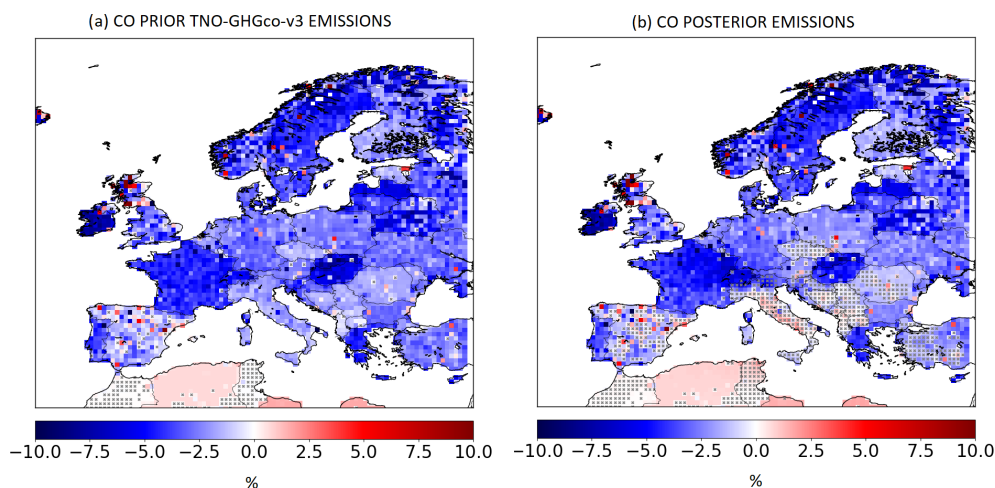 (a) CO PRIOR TNO-GHGco-v3 EMISSIONS
(b) CO POSTERIOR EMISSIONS
−10.0 −7.5 −5.0 −2.5 0.0 2.5 5.0 7.5 10.0
%
−10.0 −7.5 −5.0 −2.5 0.0 2.5 5.0 7.5 10.0
%